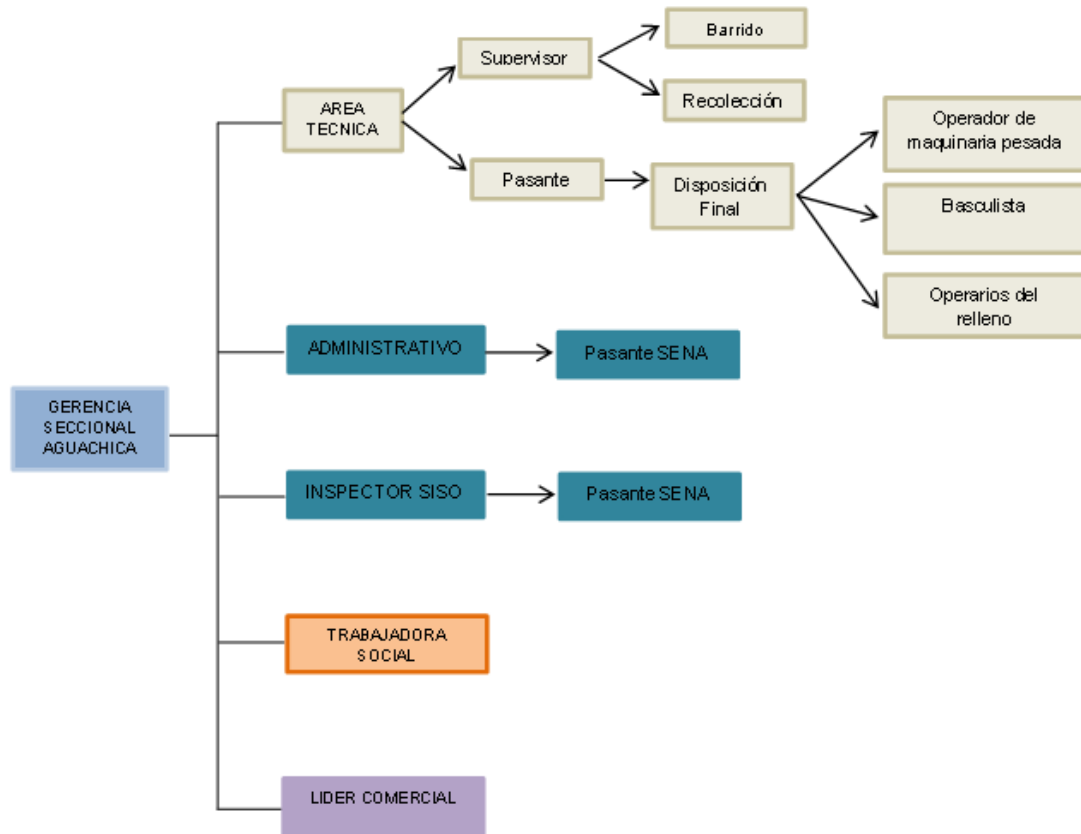 Barrido
Supervisor
Recolección
AREA
TECNICA
Operador de
maquinaria pesada
Pasante
Disposición
Final
Basculista
Operarios del
relleno
ADMINISTRATIVO
Pasante SENA
GERENCIA
SECCIONAL
AGUACHICA
INSPECTOR SISO
Pasante SENA
TRABAJADORA
SOCIAL
LIDER COMERCIAL